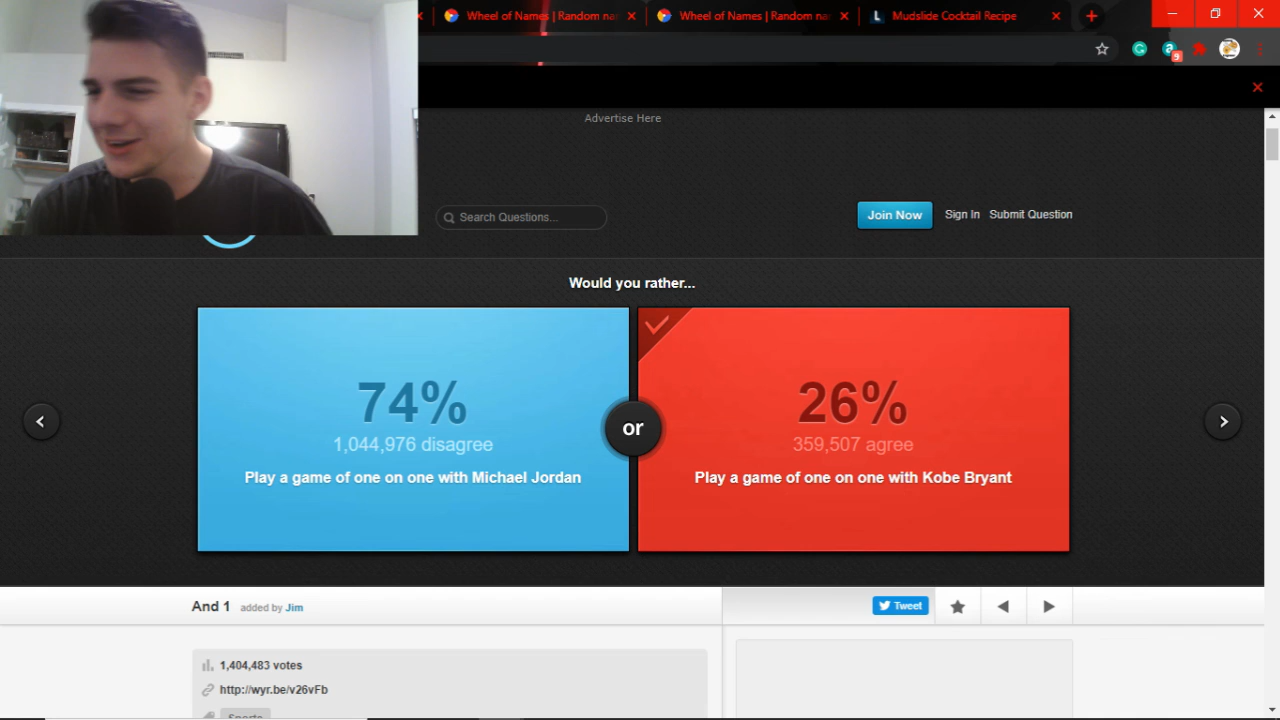 Wheel of Names | Random na
Wheel of Names | Random na
L Mudslide Cocktail Recipe
9
Advertise Here
Search Questions...
Join Now
Sign In
Submit Question
Would you rather...
74%
1,044,976 disagree
Play a game of one on one with Michael Jordan
or
26%
359,507 agree
Play a game of one on one with Kobe Bryant
And 1 added by Jim
Tweet
1,404,483 votes
http://wyr.be/v26vFb
Sports